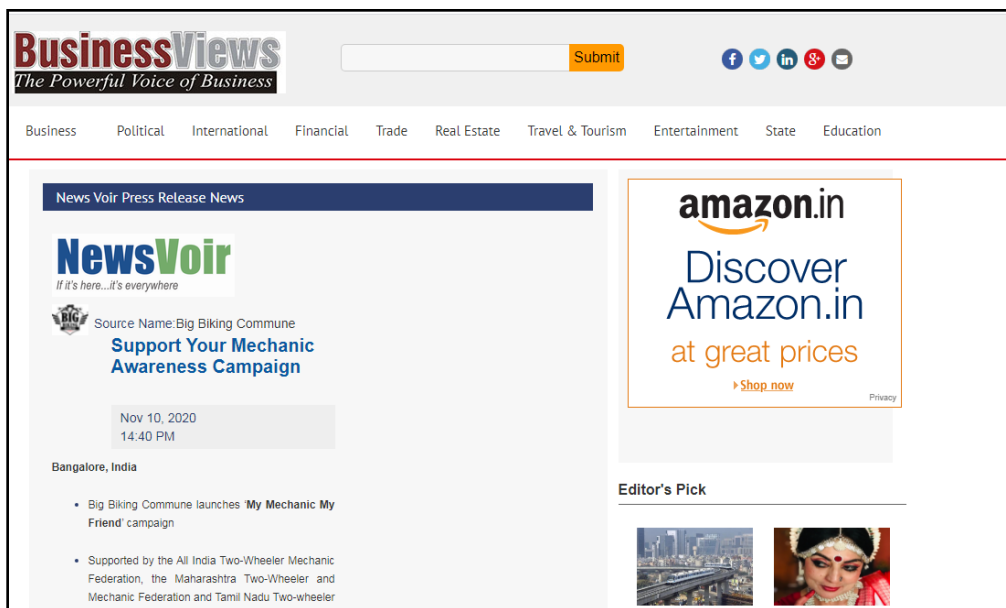 BusinessViews
The Powerful Voice of Business
Submit
Business Political International Financial Trade Real Estate Travel & Tourism Entertainment State Education
News Voir Press Release News
NewsVoir
If it's here...it's everywhere
BIG
Source Name:Big Biking Commune
Support Your Mechanic
Awareness Campaign
Nov 10, 2020
14:40 PM
Bangalore, India
• Big Biking Commune launches ‘My Mechanic My
Friend’ campaign
• Supported by the All India Two-Wheeler Mechanic
Federation, the Maharashtra Two-Wheeler and
Mechanic Federation and Tamil Nadu Two-wheeler
amazon.in
Discover
Amazon.in
at great prices
Shop now
Privacy
Editor's Pick